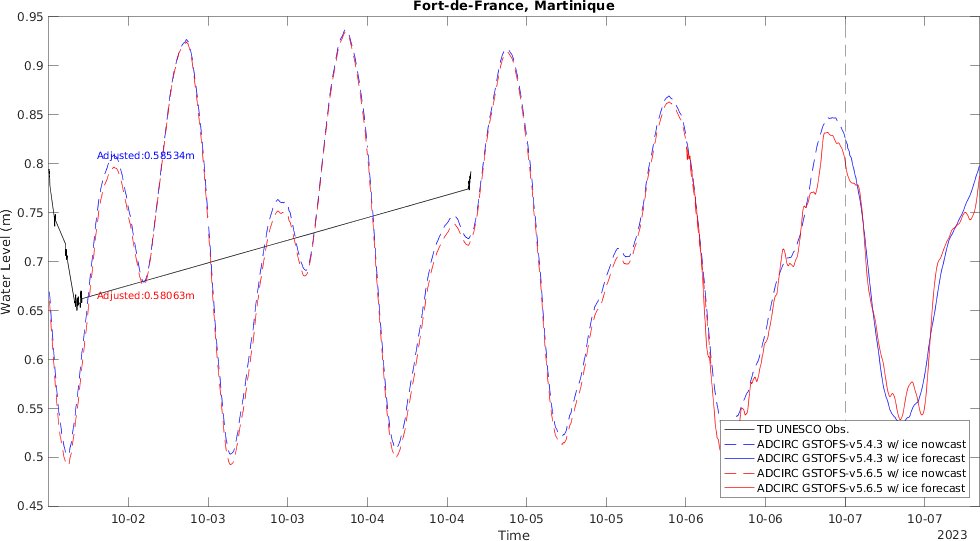 Fort-de-France, Martinique
0.95
0.9
0.85
0.8
0.75
0.7
0.65
0.6
0.55
0.5
0.45
Water Level (m)
Adjusted:0.58534m
Adjusted:0.58063m
TD UNESCO Obs.
ADCIRC GSTOFS-v5.4.3 w/ ice nowcast
ADCIRC GSTOFS-v5.4.3 w/ ice forecast
ADCIRC GSTOFS-v5.6.5 w/ ice nowcast
ADCIRC GSTOFS-v5.6.5 w/ ice forecast
10-02 10-03 10-03 10-04 10-04 10-05 10-05 10-06 10-06 10-07 10-07
Time
2023